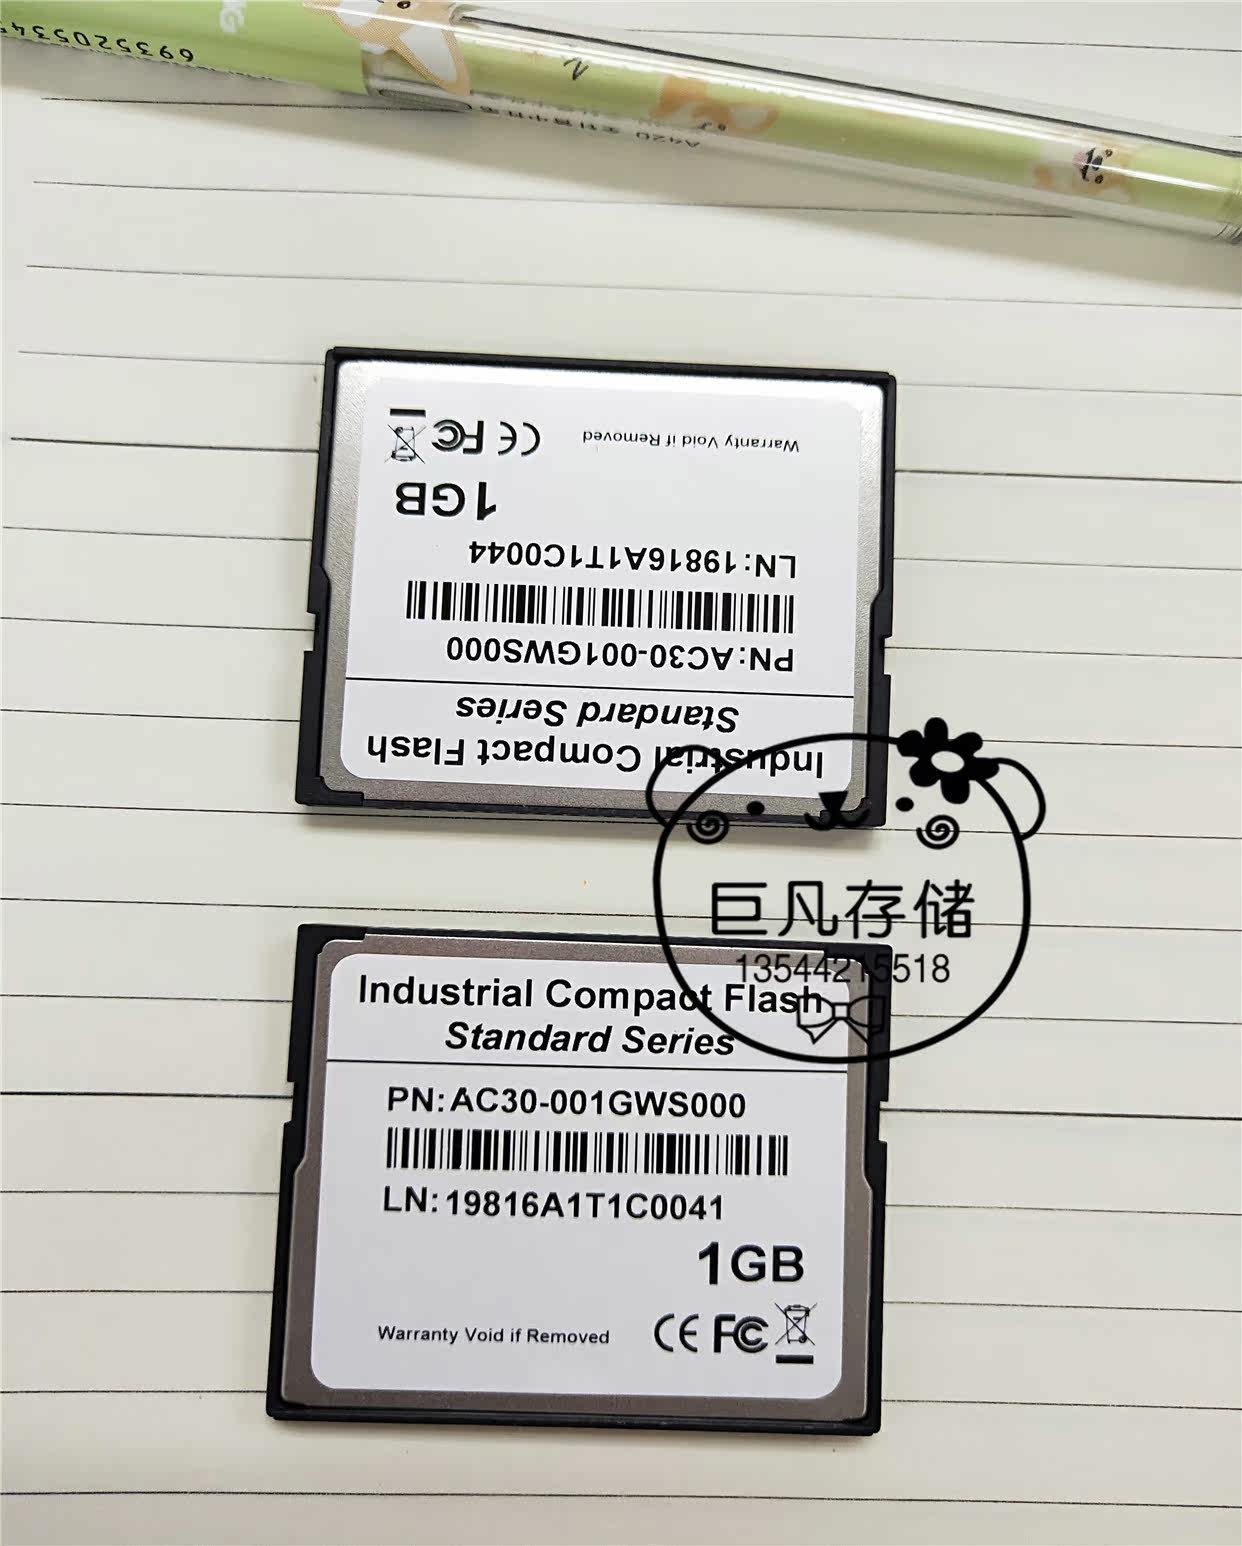 6935205345
Warranty Void if Removed
CE FC
1GB
LN:19816A1T1C0044
PN:AC30-001GWS000
Standard Series
Industrial Compact Flash
巨凡存储
13544215518
Industrial Compact Flash
Standard Series
PN:AC30-001GWS000
LN:19816A1T1C0041
1GB
Warranty Void if Removed CE FC